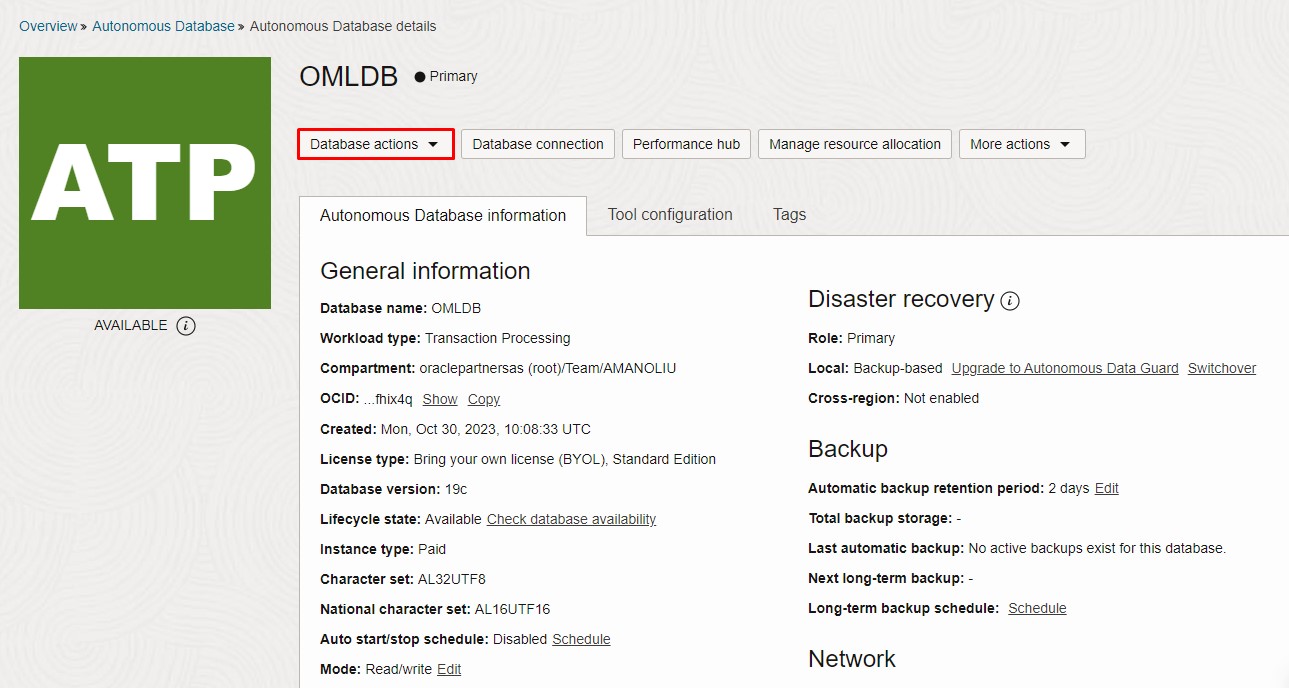 Overview » Autonomous Database » Autonomous Database details
ATP
AVAILABLE i
OMLDB ● Primary
Database actions Database connection Performance hub Manage resource allocation More actions
Autonomous Database information Tool configuration Tags
General information
Database name: OMLDB
Workload type: Transaction Processing
Compartment: oraclepartnersas (root)/Team/AMANOLIU
OCID: ...fhix4q Show Copy
Created: Mon, Oct 30, 2023, 10:08:33 UTC
License type: Bring your own license (BYOL), Standard Edition
Database version: 19c
Lifecycle state: Available Check database availability
Instance type: Paid
Character set: AL32UTF8
National character set: AL16UTF16
Auto start/stop schedule: Disabled Schedule
Mode: Read/write Edit
Disaster recovery i
Role: Primary
Local: Backup-based Upgrade to Autonomous Data Guard Switchover
Cross-region: Not enabled
Backup
Automatic backup retention period: 2 days Edit
Total backup storage: -
Last automatic backup: No active backups exist for this database.
Next long-term backup: -
Long-term backup schedule: Schedule
Network